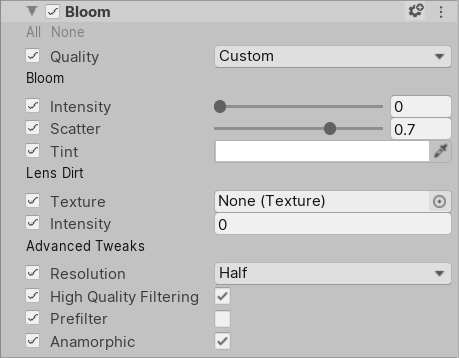 Bloom
All None
Quality Custom
Bloom
Intensity 0
Scatter 0.7
Tint
Lens Dirt
Texture None (Texture)
Intensity 0
Advanced Tweaks
Resolution Half
High Quality Filtering
Prefilter
Anamorphic